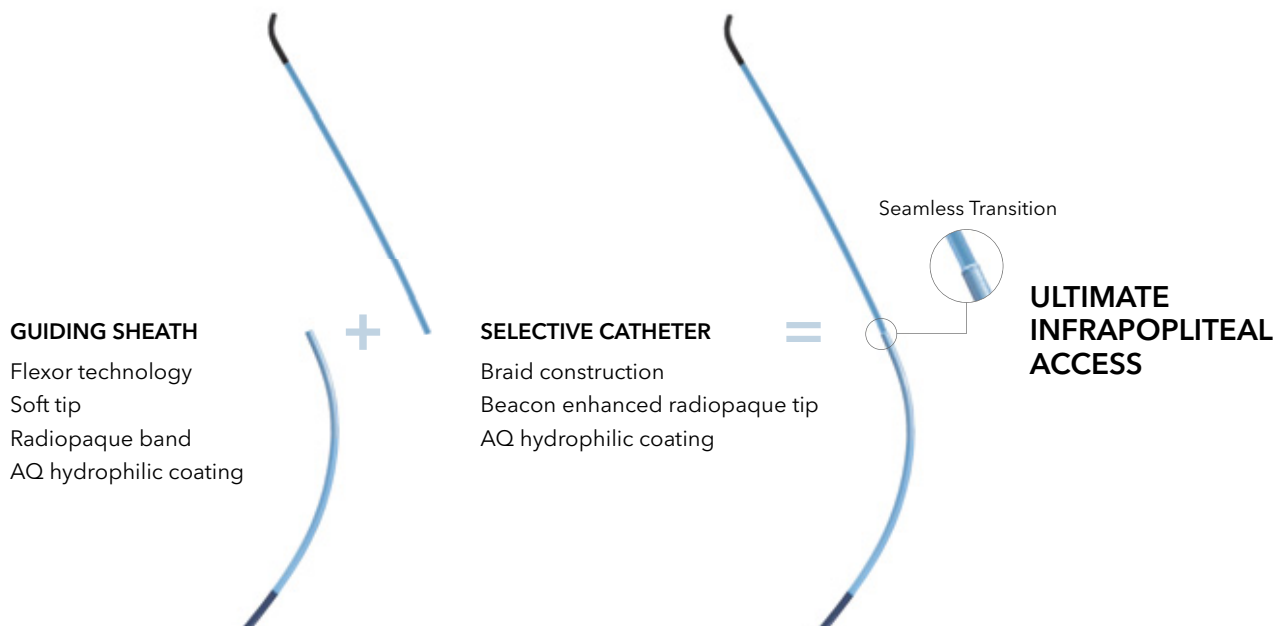 GUIDING SHEATH
Flexor technology
Soft tip
Radiopaque band
AQ hydrophilic coating
+
SELECTIVE CATHETER
Braid construction
Beacon enhanced radiopaque tip
AQ hydrophilic coating
=
Seamless Transition
ULTIMATE
INFRAPOPLITEAL
ACCESS